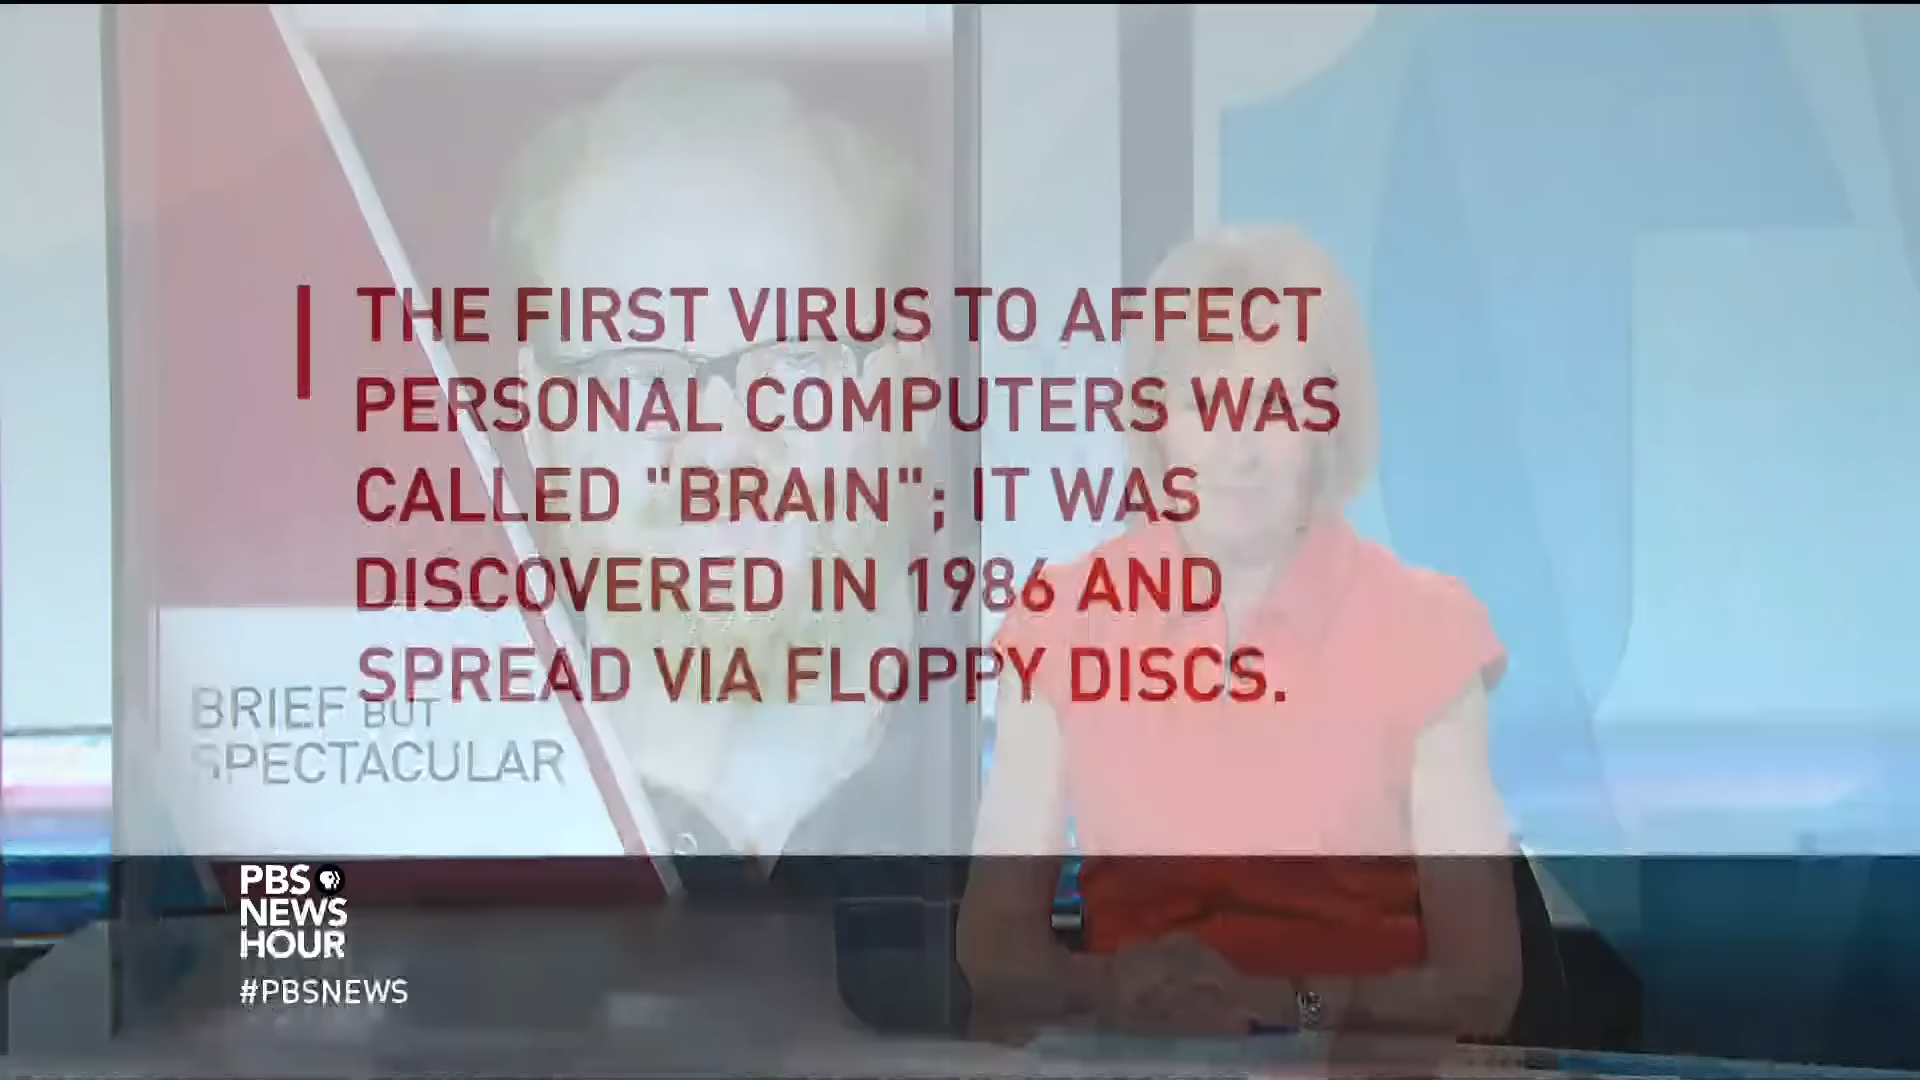 THE FIRST VIRUS TO AFFECT
PERSONAL COMPUTERS WAS
CALLED "BRAIN"; IT WAS
DISCOVERED IN 1986 AND
SPREAD VIA FLOPPY DISCS.
BRIEF BUT
SPECTACULAR
PBS
NEWS
HOUR
#PBSNEWS